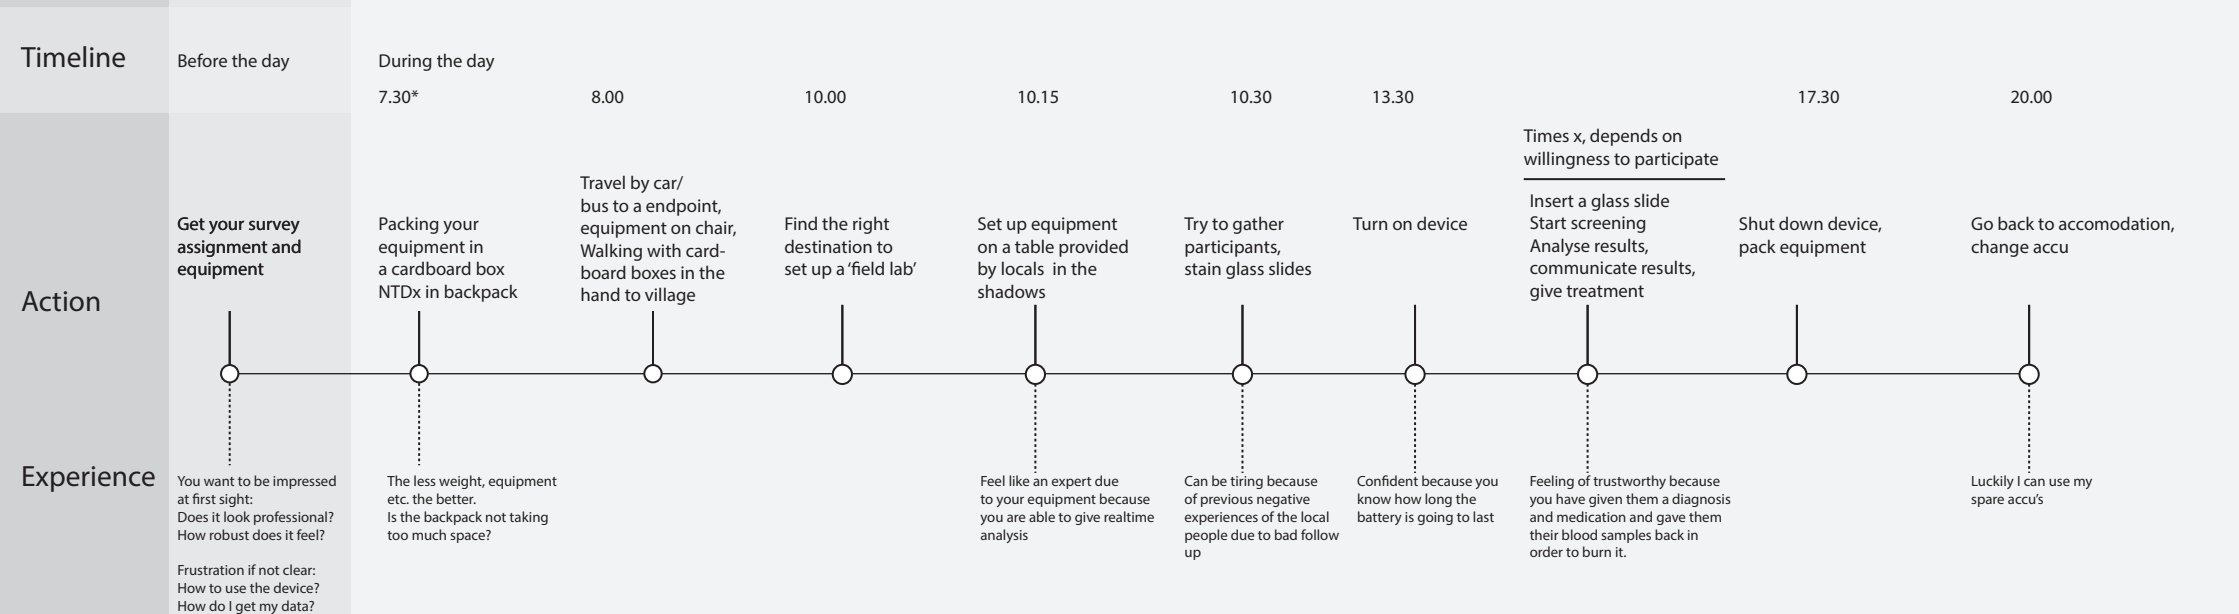 Timeline
Before the day
During the day
7.30*
8.00
10.00
10.15
10.30
13.30
17.30
20.00
Action
Get your survey
assignment and
equipment
Packing your
equipment in
a cardboard box
NTDx in backpack
Travel by car/
bus to a endpoint,
equipment on chair,
Walking with card-
board boxes in the
hand to village
Find the right
destination to
set up a ‘field lab’
Set up equipment
on a table provided
by locals in the
shadows
Try to gather
participants,
stain glass slides
Turn on device
Times x, depends on
willingness to participate
Insert a glass slide
Start screening
Analyse results,
communicate results,
give treatment
Shut down device,
pack equipment
Go back to accomodation,
change accu
Experience
You want to be impressed
at first sight:
Does it look professional?
How robust does it feel?
Frustration if not clear:
How to use the device?
How do I get my data?
The less weight, equipment
etc. the better.
Is the backpack not taking
too much space?
Feel like an expert due
to your equipment because
you are able to give realtime
analysis
Can be tiring because
of previous negative
experiences of the local
people due to bad follow
up
Confident because you
know how long the
battery is going to last
Feeling of trustworthy because
you have given them a diagnosis
and medication and gave them
their blood samples back in
order to burn it.
Luckily I can use my
spare accu’s